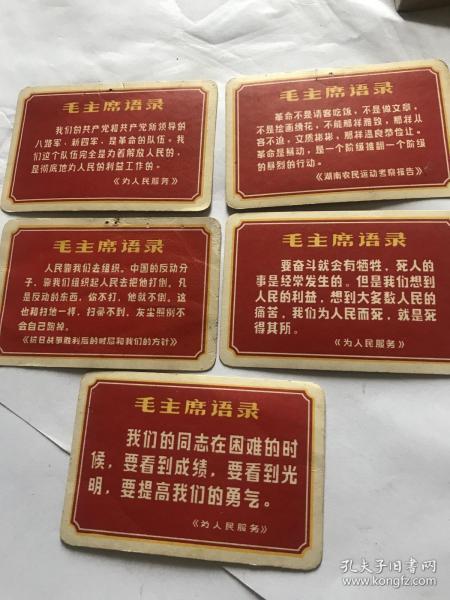 毛主席语录
我们的共产党和共产党所领导的
八路军、新四军，是革命的队伍。我
们这个队伍完全是为着解放人民的，
是彻底地为人民的利益工作的。
《为人民服务》
毛主席语录
革命不是请客吃饭，不是做文章，
不是绘画绣花，不能那样雅致，那样从
容不迫，文质彬彬，那样温良恭俭让。
革命是暴动，是一个阶级推翻一个阶级
的暴烈的行动。
《湖南农民运动考察报告》
毛主席语录
人民靠我们去组织。中国的反动分
子，靠我们组织起人民去把他打倒。凡
是反动的东西，你不打，他就不倒。这
也和扫地一样，扫帚不到，灰尘照例不
会自己跑掉。
《抗日战争胜利后的时局和我们的方针》
毛主席语录
要奋斗就会有牺牲，死人的
事是经常发生的。但是我们想到
人民的利益，想到大多数人民的
痛苦，我们为人民而死，就是死
得其所。
《为人民服务》
毛主席语录
我们的同志在困难的时
候，要看到成绩，要看到光
明，要提高我们的勇气。
《为人民服务》
孔夫子旧书网
www.kongfz.com